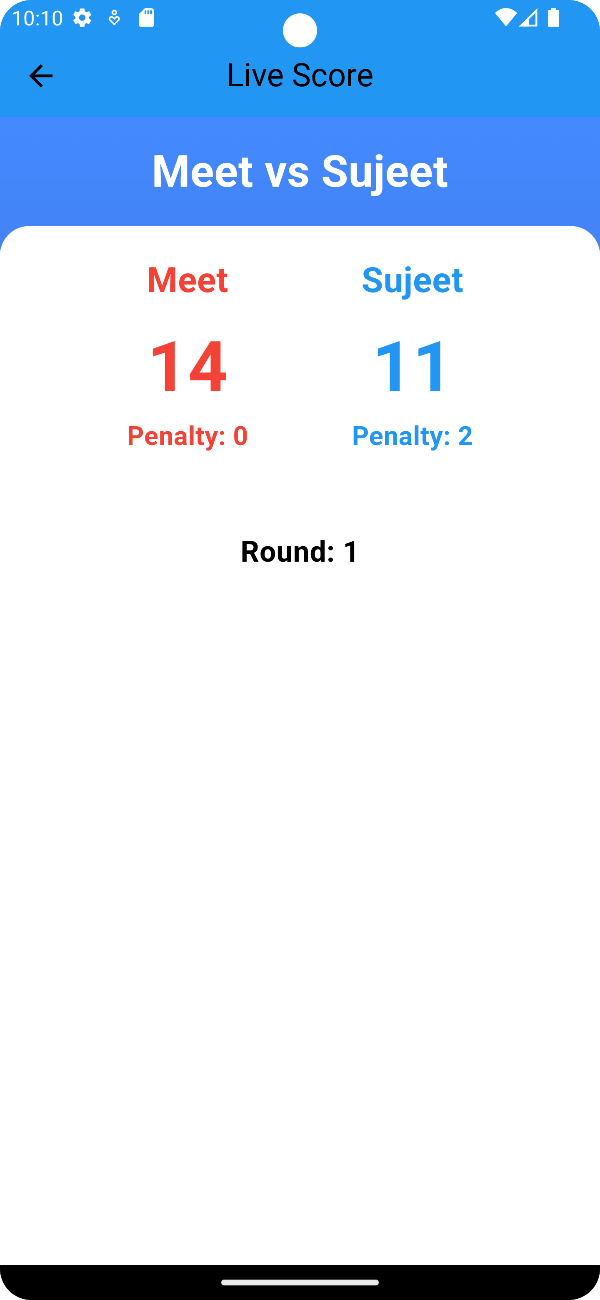 10:10
Live Score
Meet vs Sujeet
Meet Sujeet
14 11
Penalty: 0 Penalty: 2
Round: 1